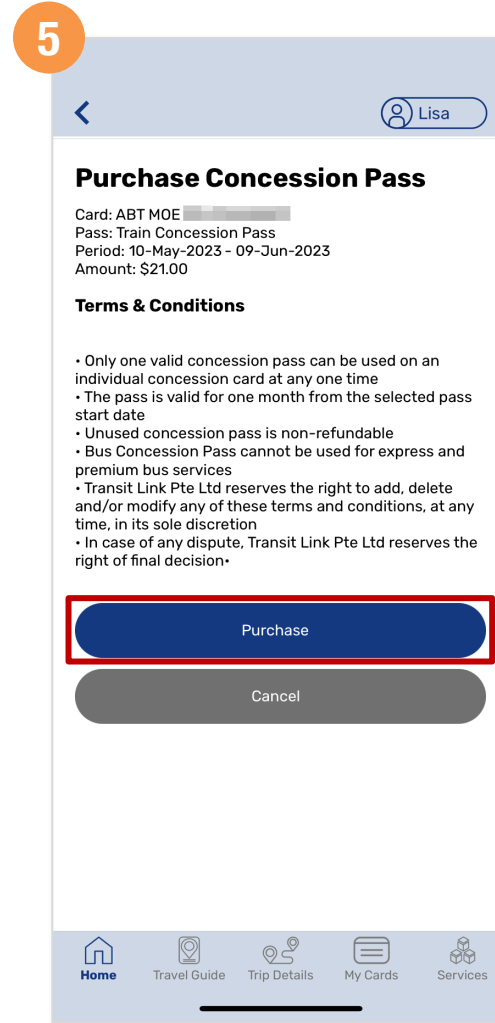 5
Lisa
Purchase Concession Pass
Card: ABT MOE
Pass: Train Concession Pass
Period: 10-May-2023 - 09-Jun-2023
Amount: $21.00
Terms & Conditions
• Only one valid concession pass can be used on an
individual concession card at any one time
• The pass is valid for one month from the selected pass
start date
• Unused concession pass is non-refundable
• Bus Concession Pass cannot be used for express and
premium bus services
• Transit Link Pte Ltd reserves the right to add, delete
and/or modify any of these terms and conditions, at any
time, in its sole discretion
• In case of any dispute, Transit Link Pte Ltd reserves the
right of final decision•
Purchase
Cancel
Home Travel Guide Trip Details My Cards Services